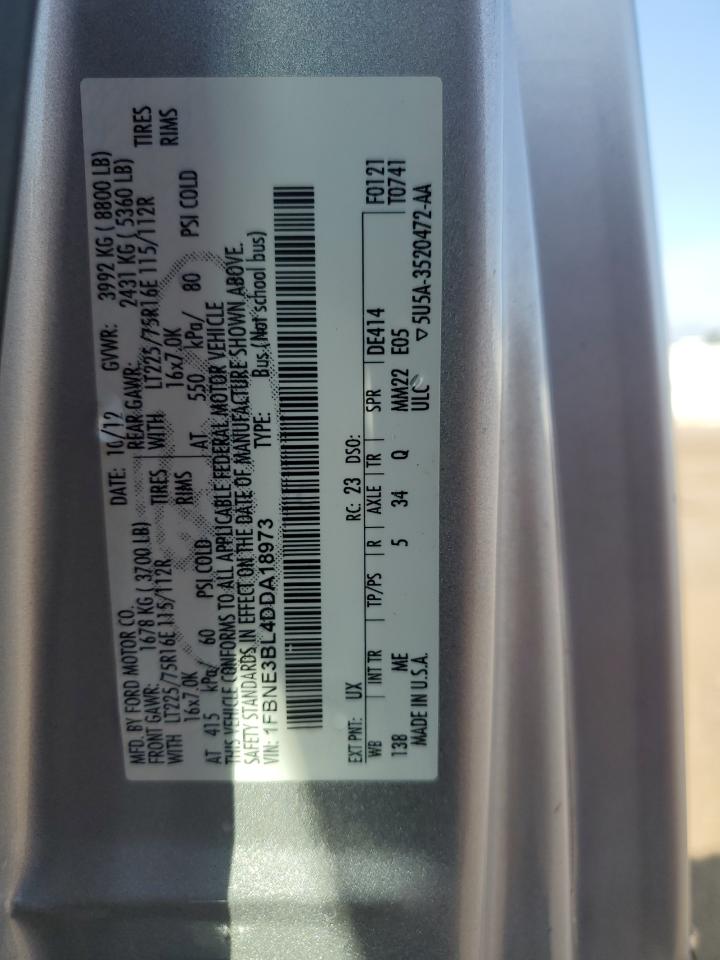 MFD. BY FORD MOTOR CO. DATE: 10/12 GVWR: 3992 KG ( 8800 LB)
FRONT GAWR: 1678 KG ( 3700 LB) REAR GAWR: 2431 KG ( 5360 LB)
WITH LT225/75R16E 115/112R TIRES WITH LT225/75R16E 115/112R TIRES
16x7.0K RIMS 16x7.0K RIMS
AT 415 kPa/ 60 PSI COLD AT 550 kPa/ 80 PSI COLD
THIS VEHICLE CONFORMS TO ALL APPLICABLE FEDERAL MOTOR VEHICLE
SAFETY STANDARDS IN EFFECT ON THE DATE OF MANUFACTURE SHOWN ABOVE.
VIN: 1FBNE3BL4DDA18973 TYPE: Bus (Not school bus)
EXT PNT: UX RC: 23 DSO: F0121
WB INT TR TP/PS R AXLE TR SPR DE414 T0741
138 ME 5 34 Q MM22 E05
MADE IN U.S.A. ULC ▽5U5A-3520472-AA